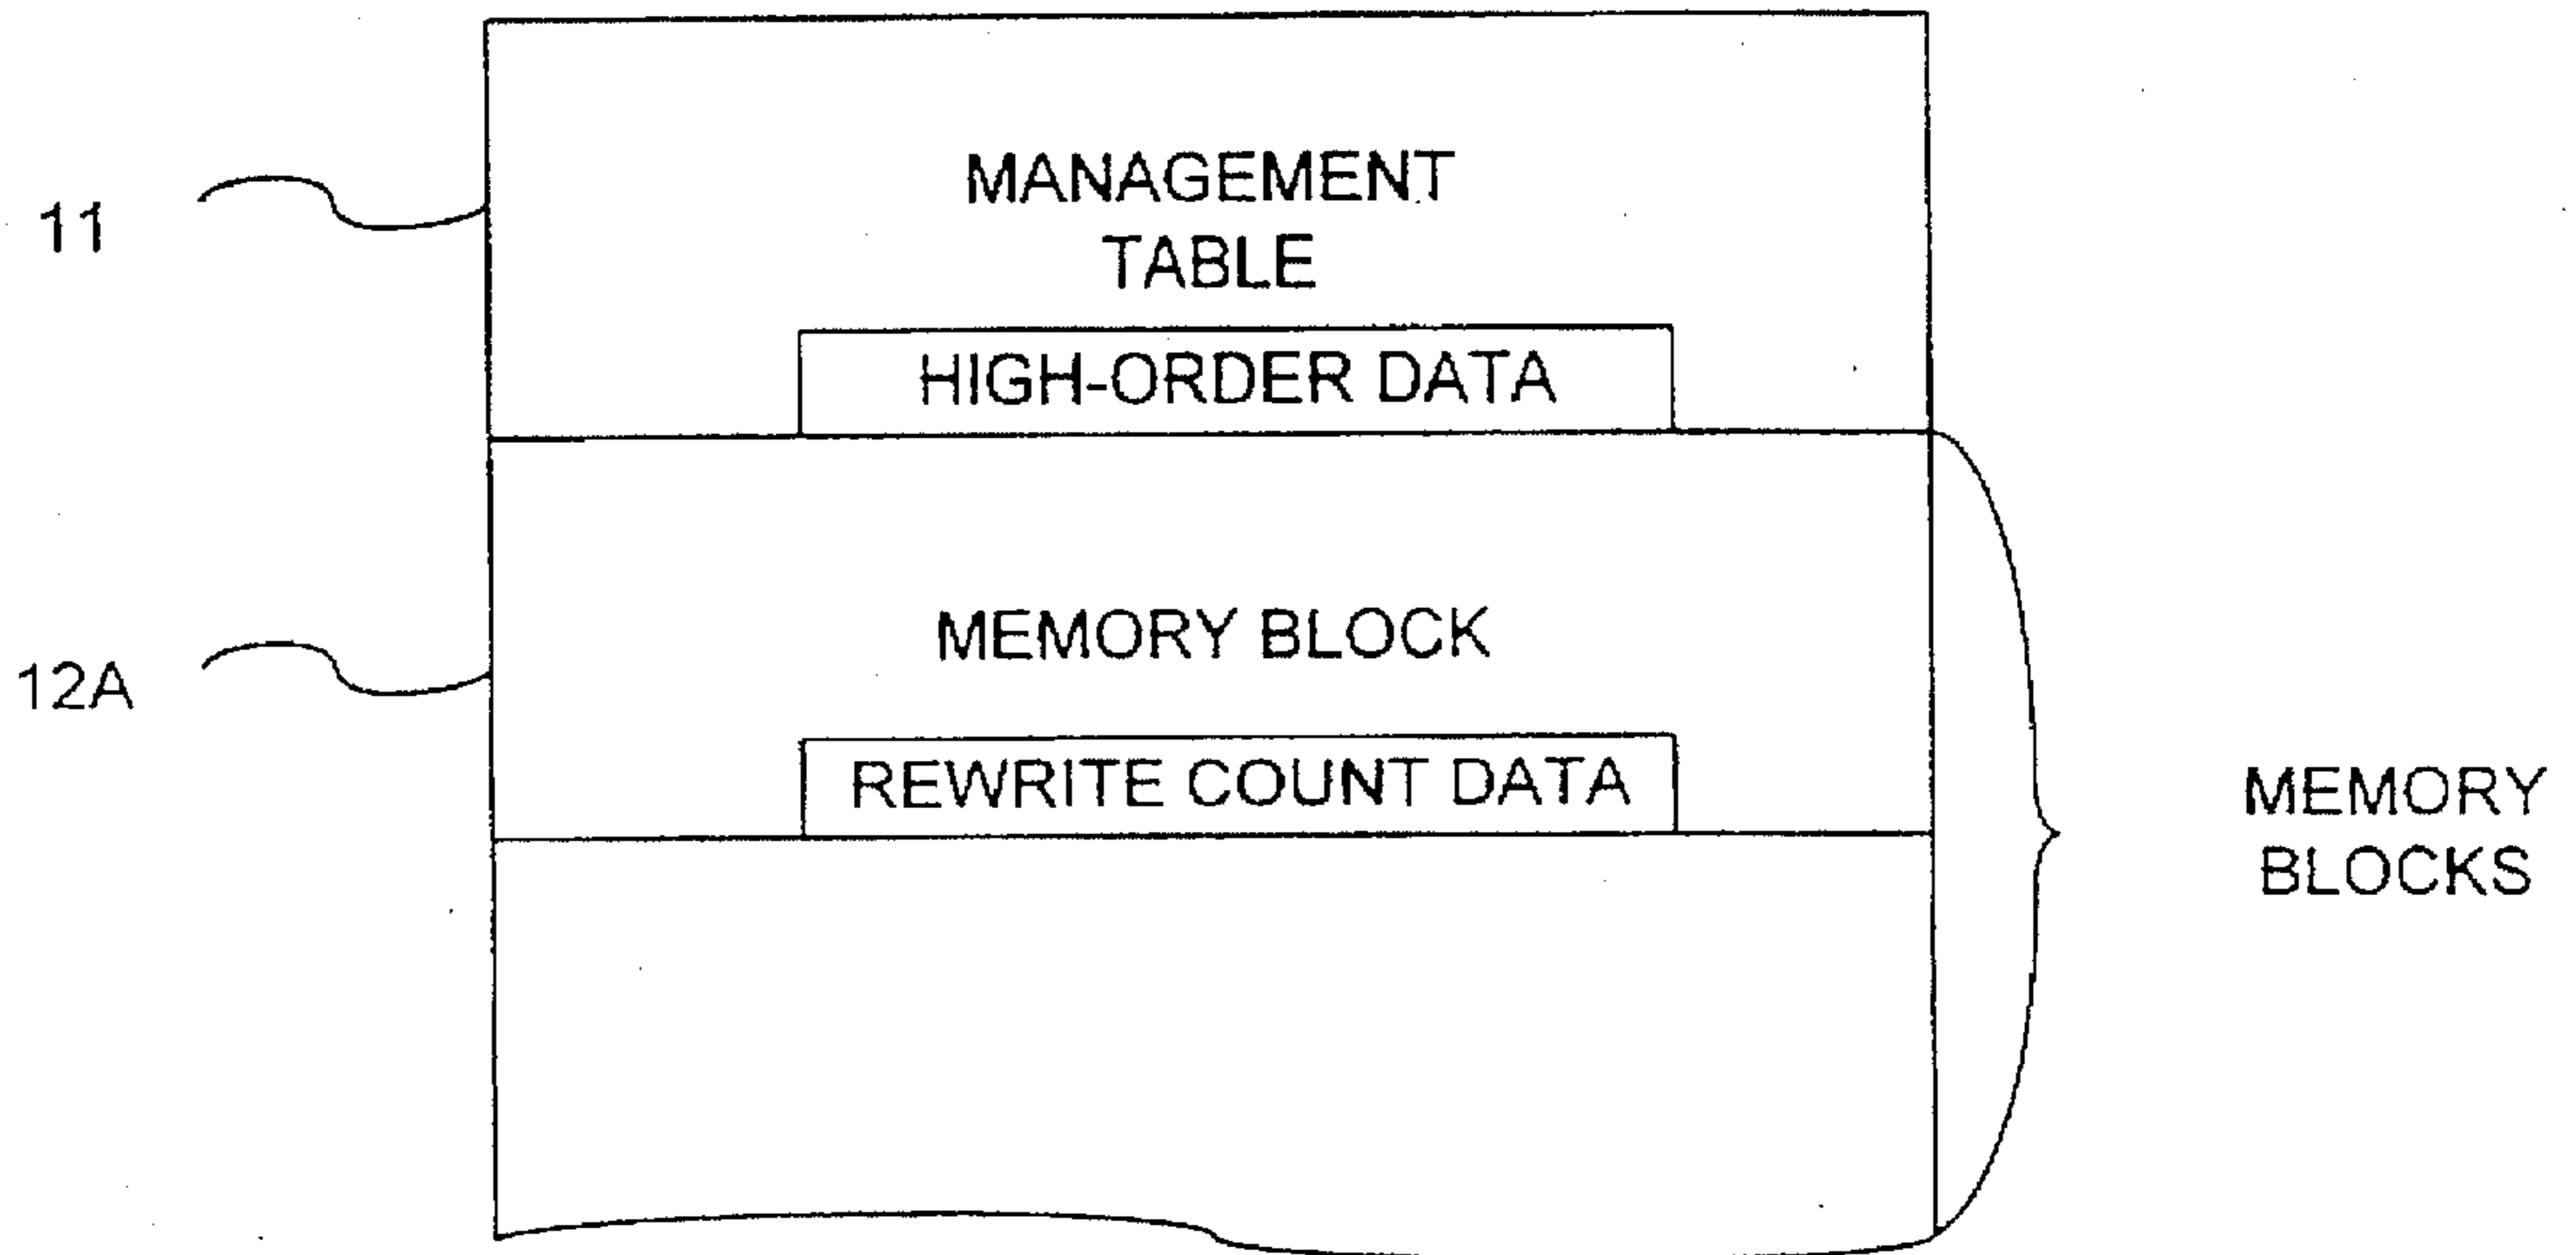 MANAGEMENT
TABLE
11
HIGH-ORDER DATA
MEMORY BLOCK
12A
REWRITE COUNT DATA
MEMORY
BLOCKS